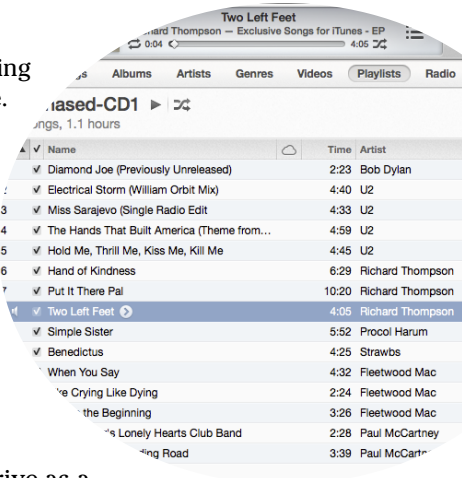 Two Left Feet
Richard Thompson — Exclusive Songs for iTunes - EP
0:04 4:05
ing
Albums Artists Genres Videos Playlists Radio
ased-CD1
ngs, 1.1 hours
Name Time Artist
Diamond Joe (Previously Unreleased) 2:23 Bob Dylan
Electrical Storm (William Orbit Mix) 4:40 U2
3 Miss Sarajevo (Single Radio Edit 4:33 U2
4 The Hands That Built America (Theme from... 4:59 U2
5 Hold Me, Thrill Me, Kiss Me, Kill Me 4:45 U2
6 Hand of Kindness 6:29 Richard Thompson
7 Put It There Pal 10:20 Richard Thompson
Two Left Feet 4:05 Richard Thompson
Simple Sister 5:52 Procol Harum
Benedictus 4:25 Strawbs
When You Say 4:32 Fleetwood Mac
Crying Like Dying 2:24 Fleetwood Mac
the Beginning 3:26 Fleetwood Mac
's Lonely Hearts Club Band 2:28 Paul McCartney
Road 3:39 Paul
as a